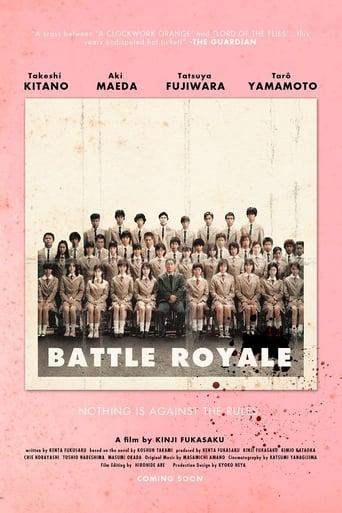 "A cross between 'A CLOCKWORK ORANGE' and "LORD OF THE FLIES'... this
years undisputed hot ticket!" -THE GUARDIAN
Takeshi Aki Tatsuya Tarō
KITANO MAEDA FUJIWARA YAMAMOTO
BATTLE ROYALE
NOTHING IS AGAINST THE RULES
A film by KINJI FUKASAKU
written by KENTA FUKUSAKU based on the novel by KOSHUN TAKAMI produced by KENTA FUKASAKU KINJI FUKASAKU KIMIO KATAOKA
CHIE KOBAYASHI TOSHIO NABESHIMA MASUMI OKADA Original Music by MASAMICHI AMANO Cinematography by KATSUMI YANAGIJIMA
Film Editing by HIROHIDE ABE Production Design by KYOKO HEYA
COMING SOON